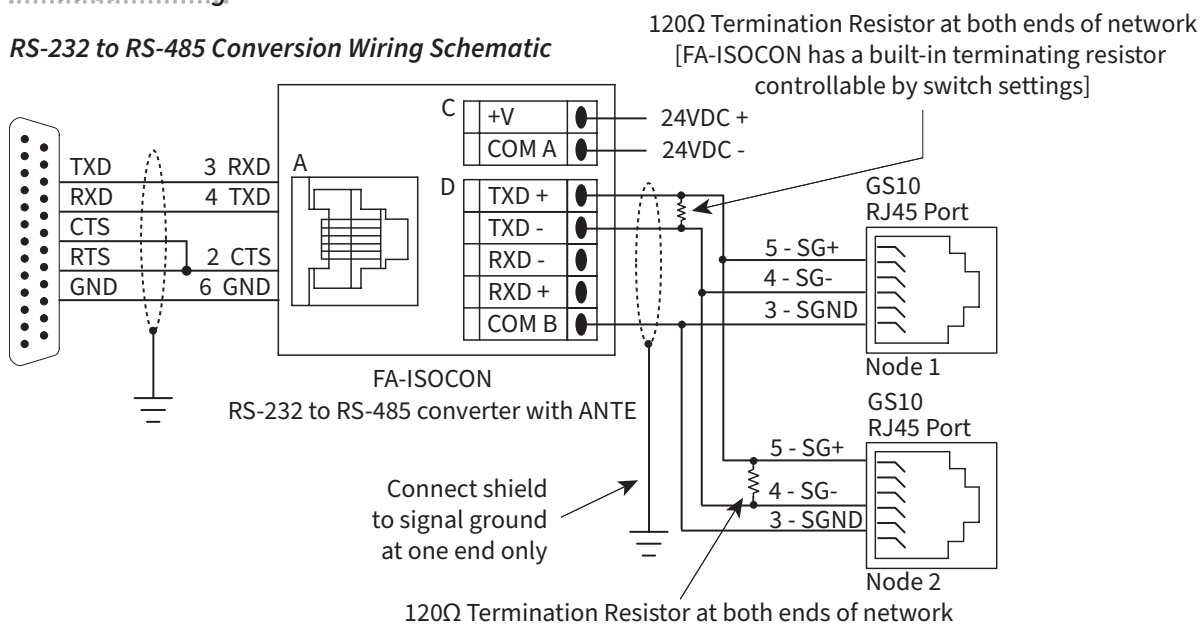 RS-232 to RS-485 Conversion Wiring Schematic
120Ω Termination Resistor at both ends of network
[FA-ISOCON has a built-in terminating resistor
controllable by switch settings]
TXD
RXD
CTS
RTS
GND
3 RXD
4 TXD
2 CTS
6 GND
A
C
+V
COM A
24VDC +
24VDC -
D
TXD +
TXD -
RXD -
RXD +
COM B
FA-ISOCON
RS-232 to RS-485 converter with ANTE
GS10
RJ45 Port
5 - SG+
4 - SG-
3 - SGND
Node 1
GS10
RJ45 Port
5 - SG+
4 - SG-
3 - SGND
Node 2
Connect shield
to signal ground
at one end only
120Ω Termination Resistor at both ends of network